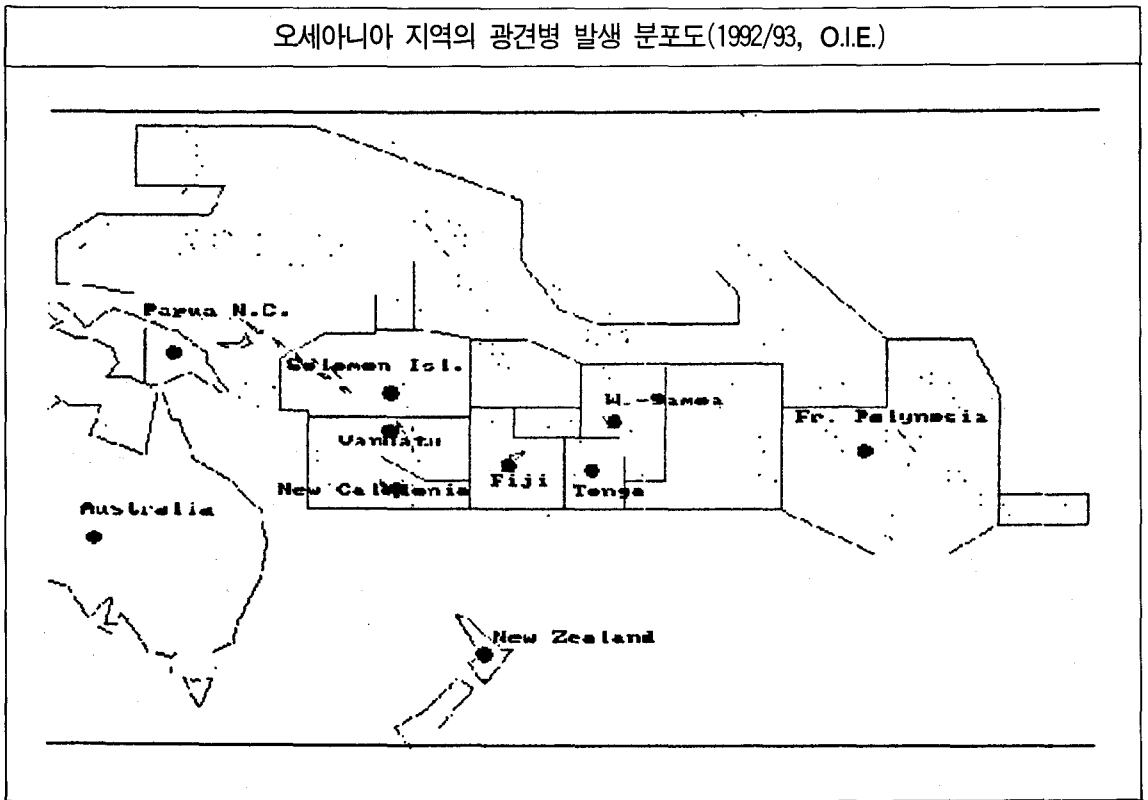 오세아니아 지역의 광견병 발생 분포도(1992/93, O.I.E.)
Papua N.C.
Solomon Isl.
W.-Samoa
Fr. Polynesia
Vanuatu
Fiji
New Caledonia
Tonga
Australia
New Zealand